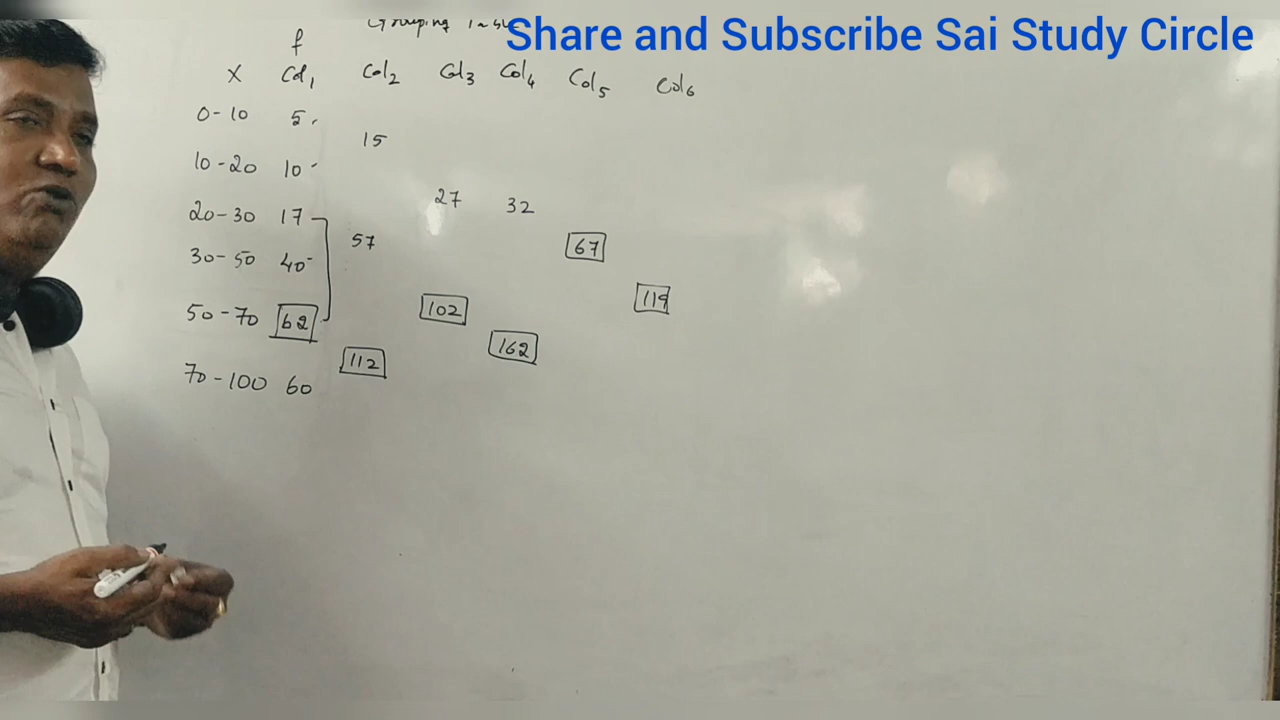 Share and Subscribe Sai Study Circle
Grouping
f
X Col1 Col2 Col3 Col4 Col5 Col6
0-10 5
15
10-20 10
27 32
20-30 17
57 67
30-50 40
102 119
50-70 62
112 162
70-100 60